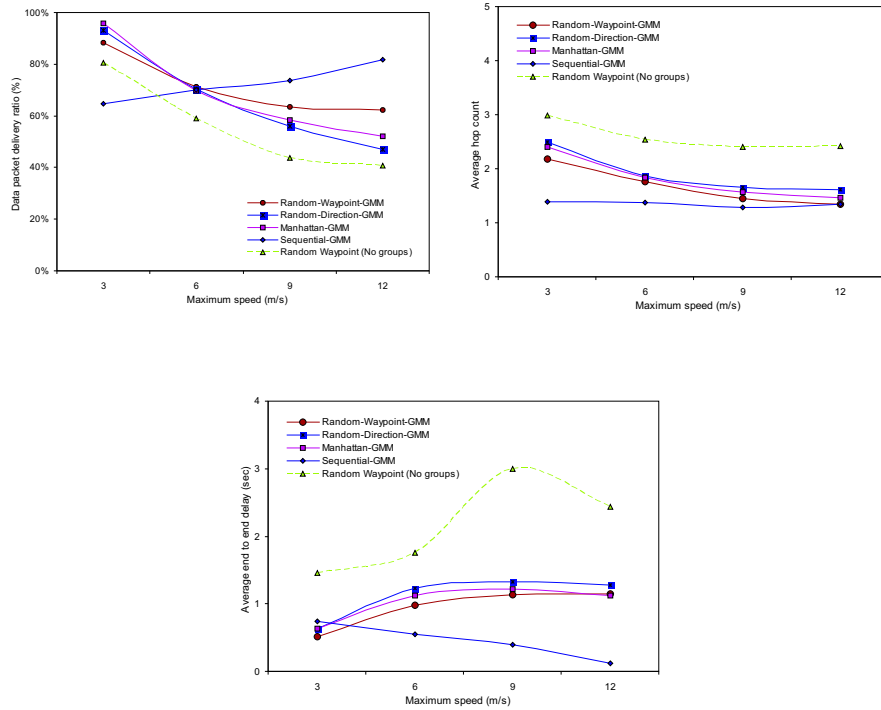 100%
80%
60%
40%
20%
0%
Data packet delivery ratio (%)
Random-Waypoint-GMM
Random-Direction-GMM
Manhattan-GMM
Sequential-GMM
Random Waypoint (No groups)
3 6 9 12
Maximum speed (m/s)
5
4
3
2
1
0
Average hop count
Random-Waypoint-GMM
Random-Direction-GMM
Manhattan-GMM
Sequential-GMM
Random Waypoint (No groups)
3 6 9 12
Maximum speed (m/s)
4
3
2
1
0
Average end to end delay (sec)
Random-Waypoint-GMM
Random-Direction-GMM
Manhattan-GMM
Sequential-GMM
Random Waypoint (No groups)
3 6 9 12
Maximum speed (m/s)